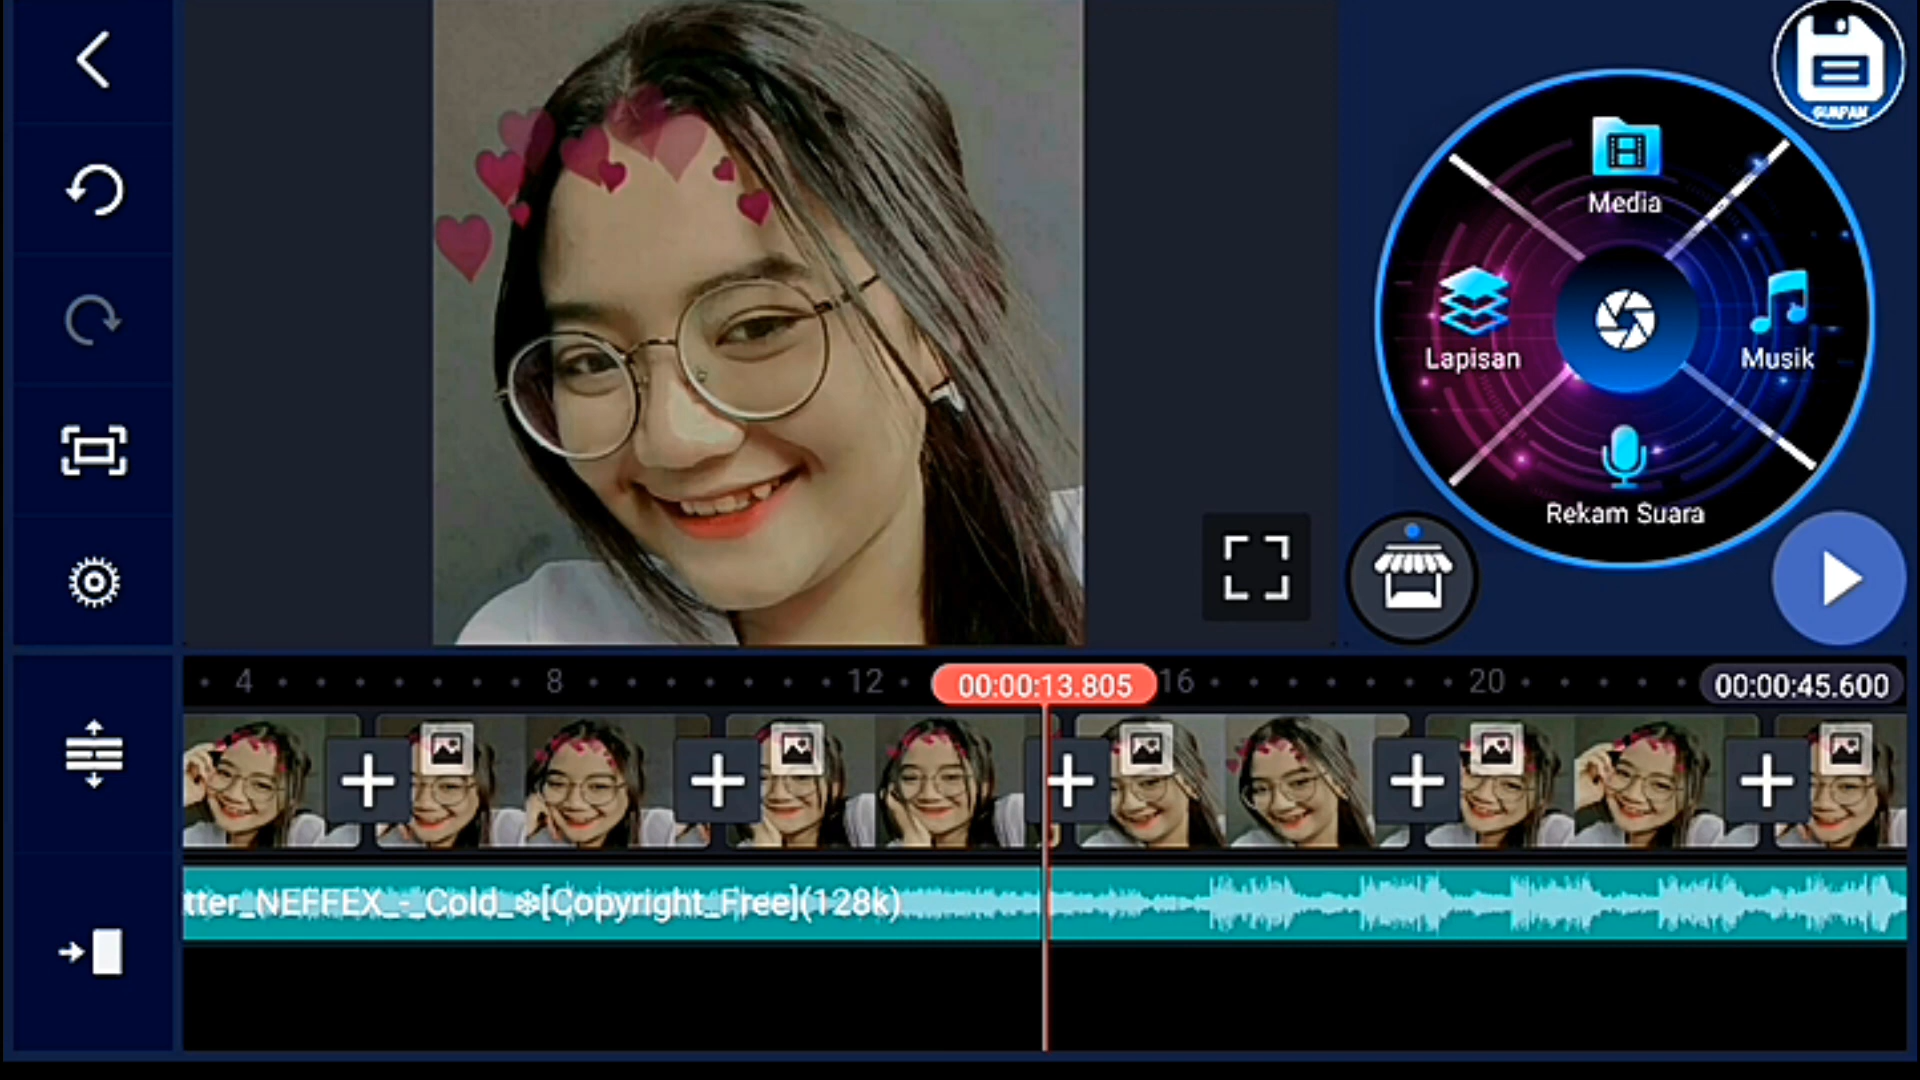 SIMPAN
Media
Lapisan
Musik
Rekam Suara
4
8
12
00:00:13.805
16
20
00:00:45.600
tter_NEFFEX_-_Cold_❄[Copyright_Free](128k)